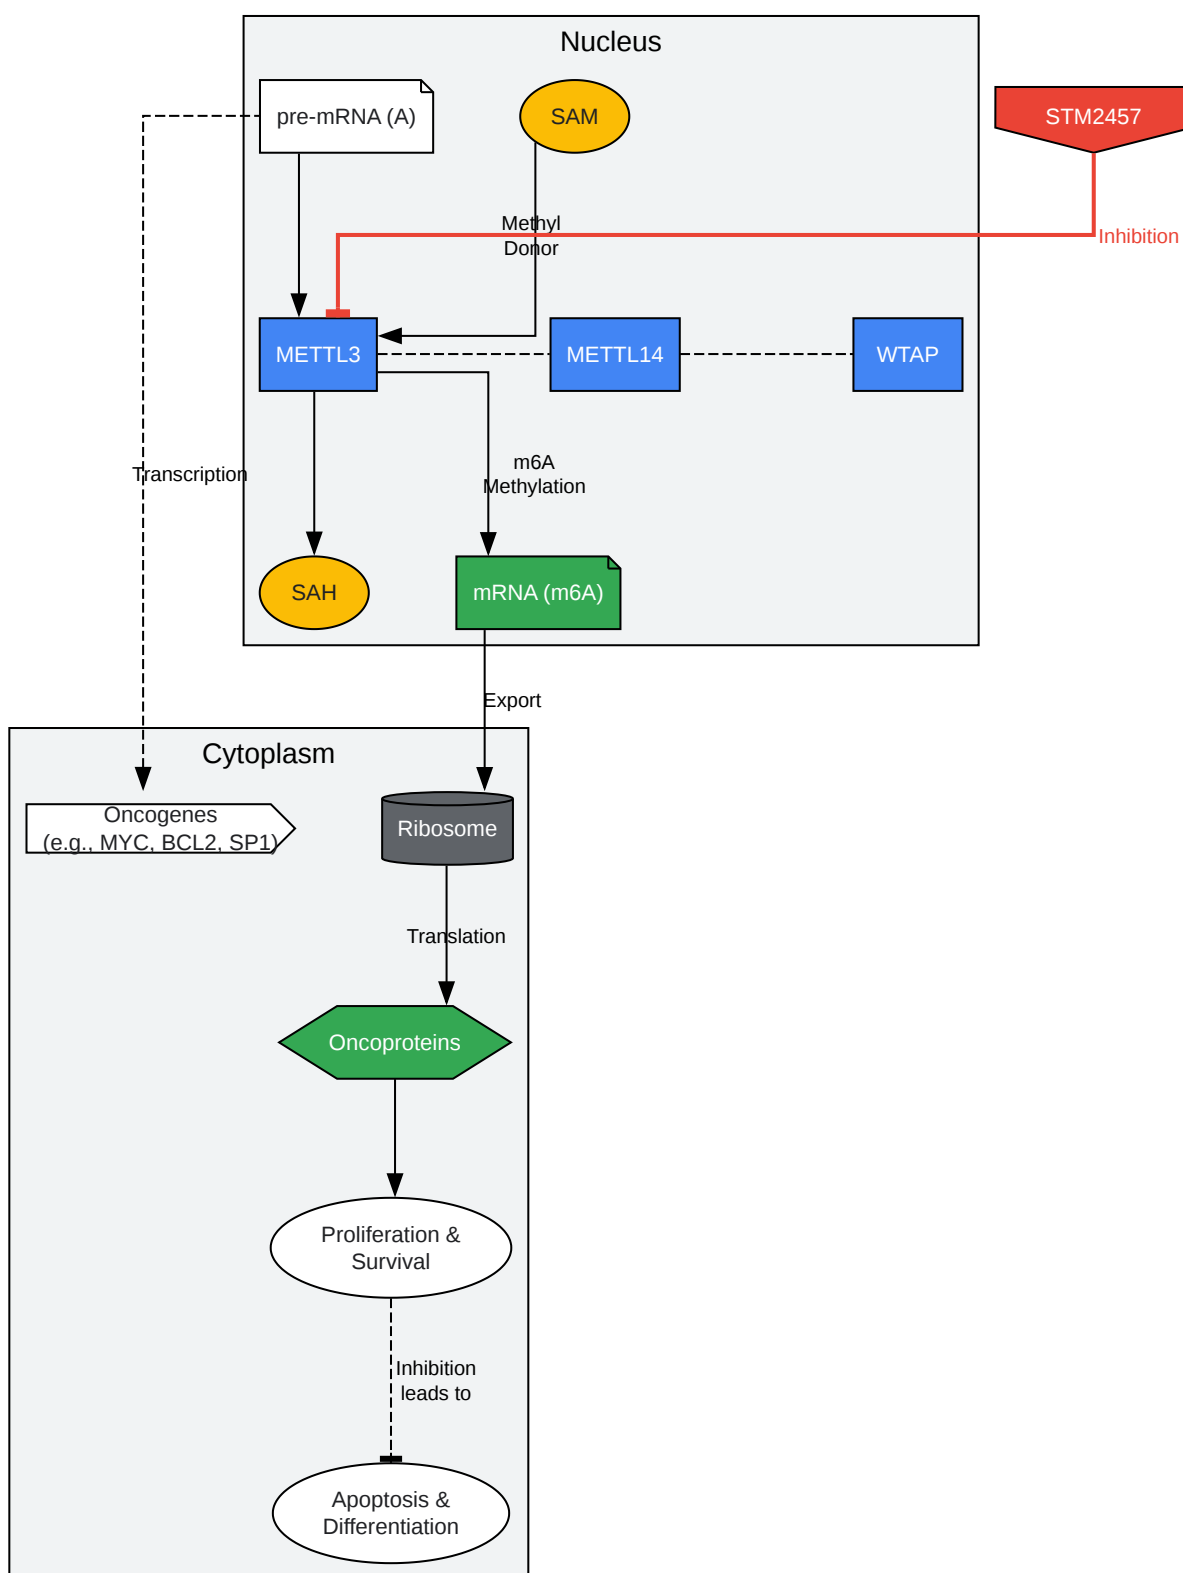 Nucleus
pre-mRNA (A)
SAM
STM2457
Methyl
Donor
Inhibition
METTL3
METTL14
WTAP
Transcription
m6A
Methylation
SAH
mRNA (m6A)
Export
Cytoplasm
Oncogenes
(e.g., MYC, BCL2, SP1)
Ribosome
Translation
Oncoproteins
Proliferation &
Survival
Inhibition
leads to
Apoptosis &
Differentiation